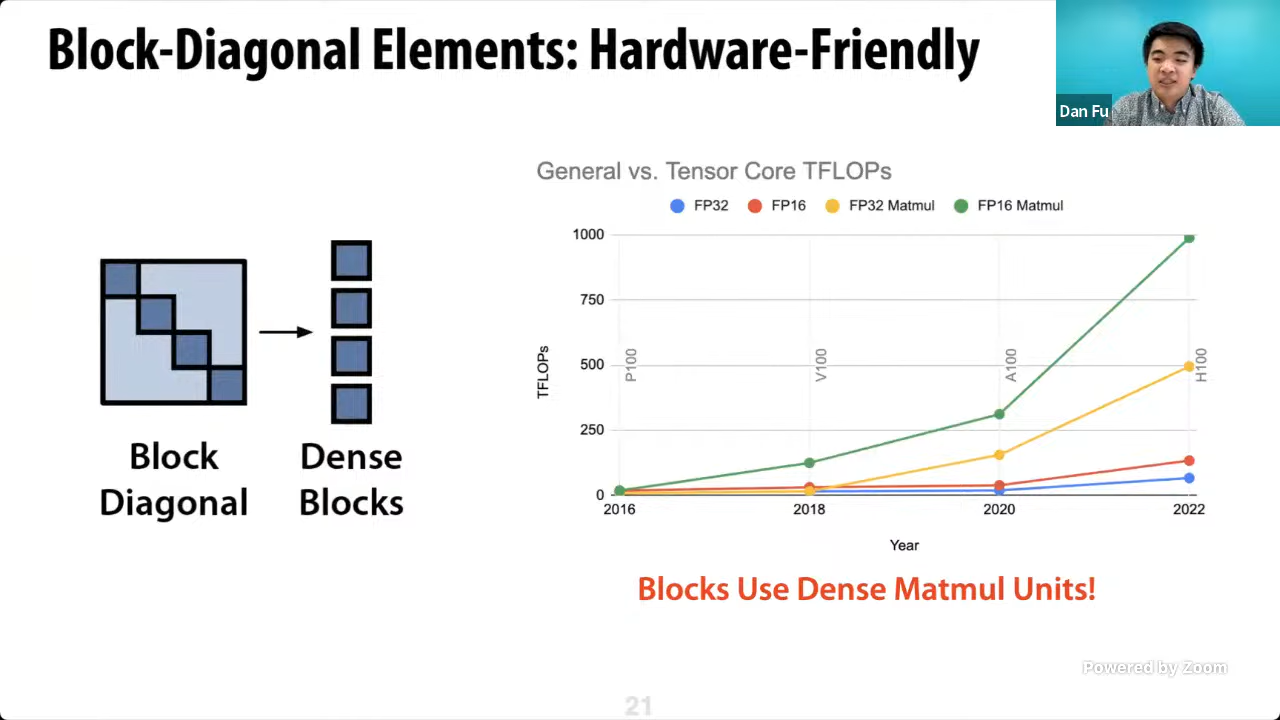 Block-Diagonal Elements: Hardware-Friendly
Dan Fu
General vs. Tensor Core TFLOPs
FP32 FP16 FP32 Matmul FP16 Matmul
1000
750
500
250
0
TFLOPs
P100
V100
A100
H100
2016 2018 2020 2022
Year
Block
Diagonal
Dense
Blocks
Blocks Use Dense Matmul Units!
Powered by Zoom
21